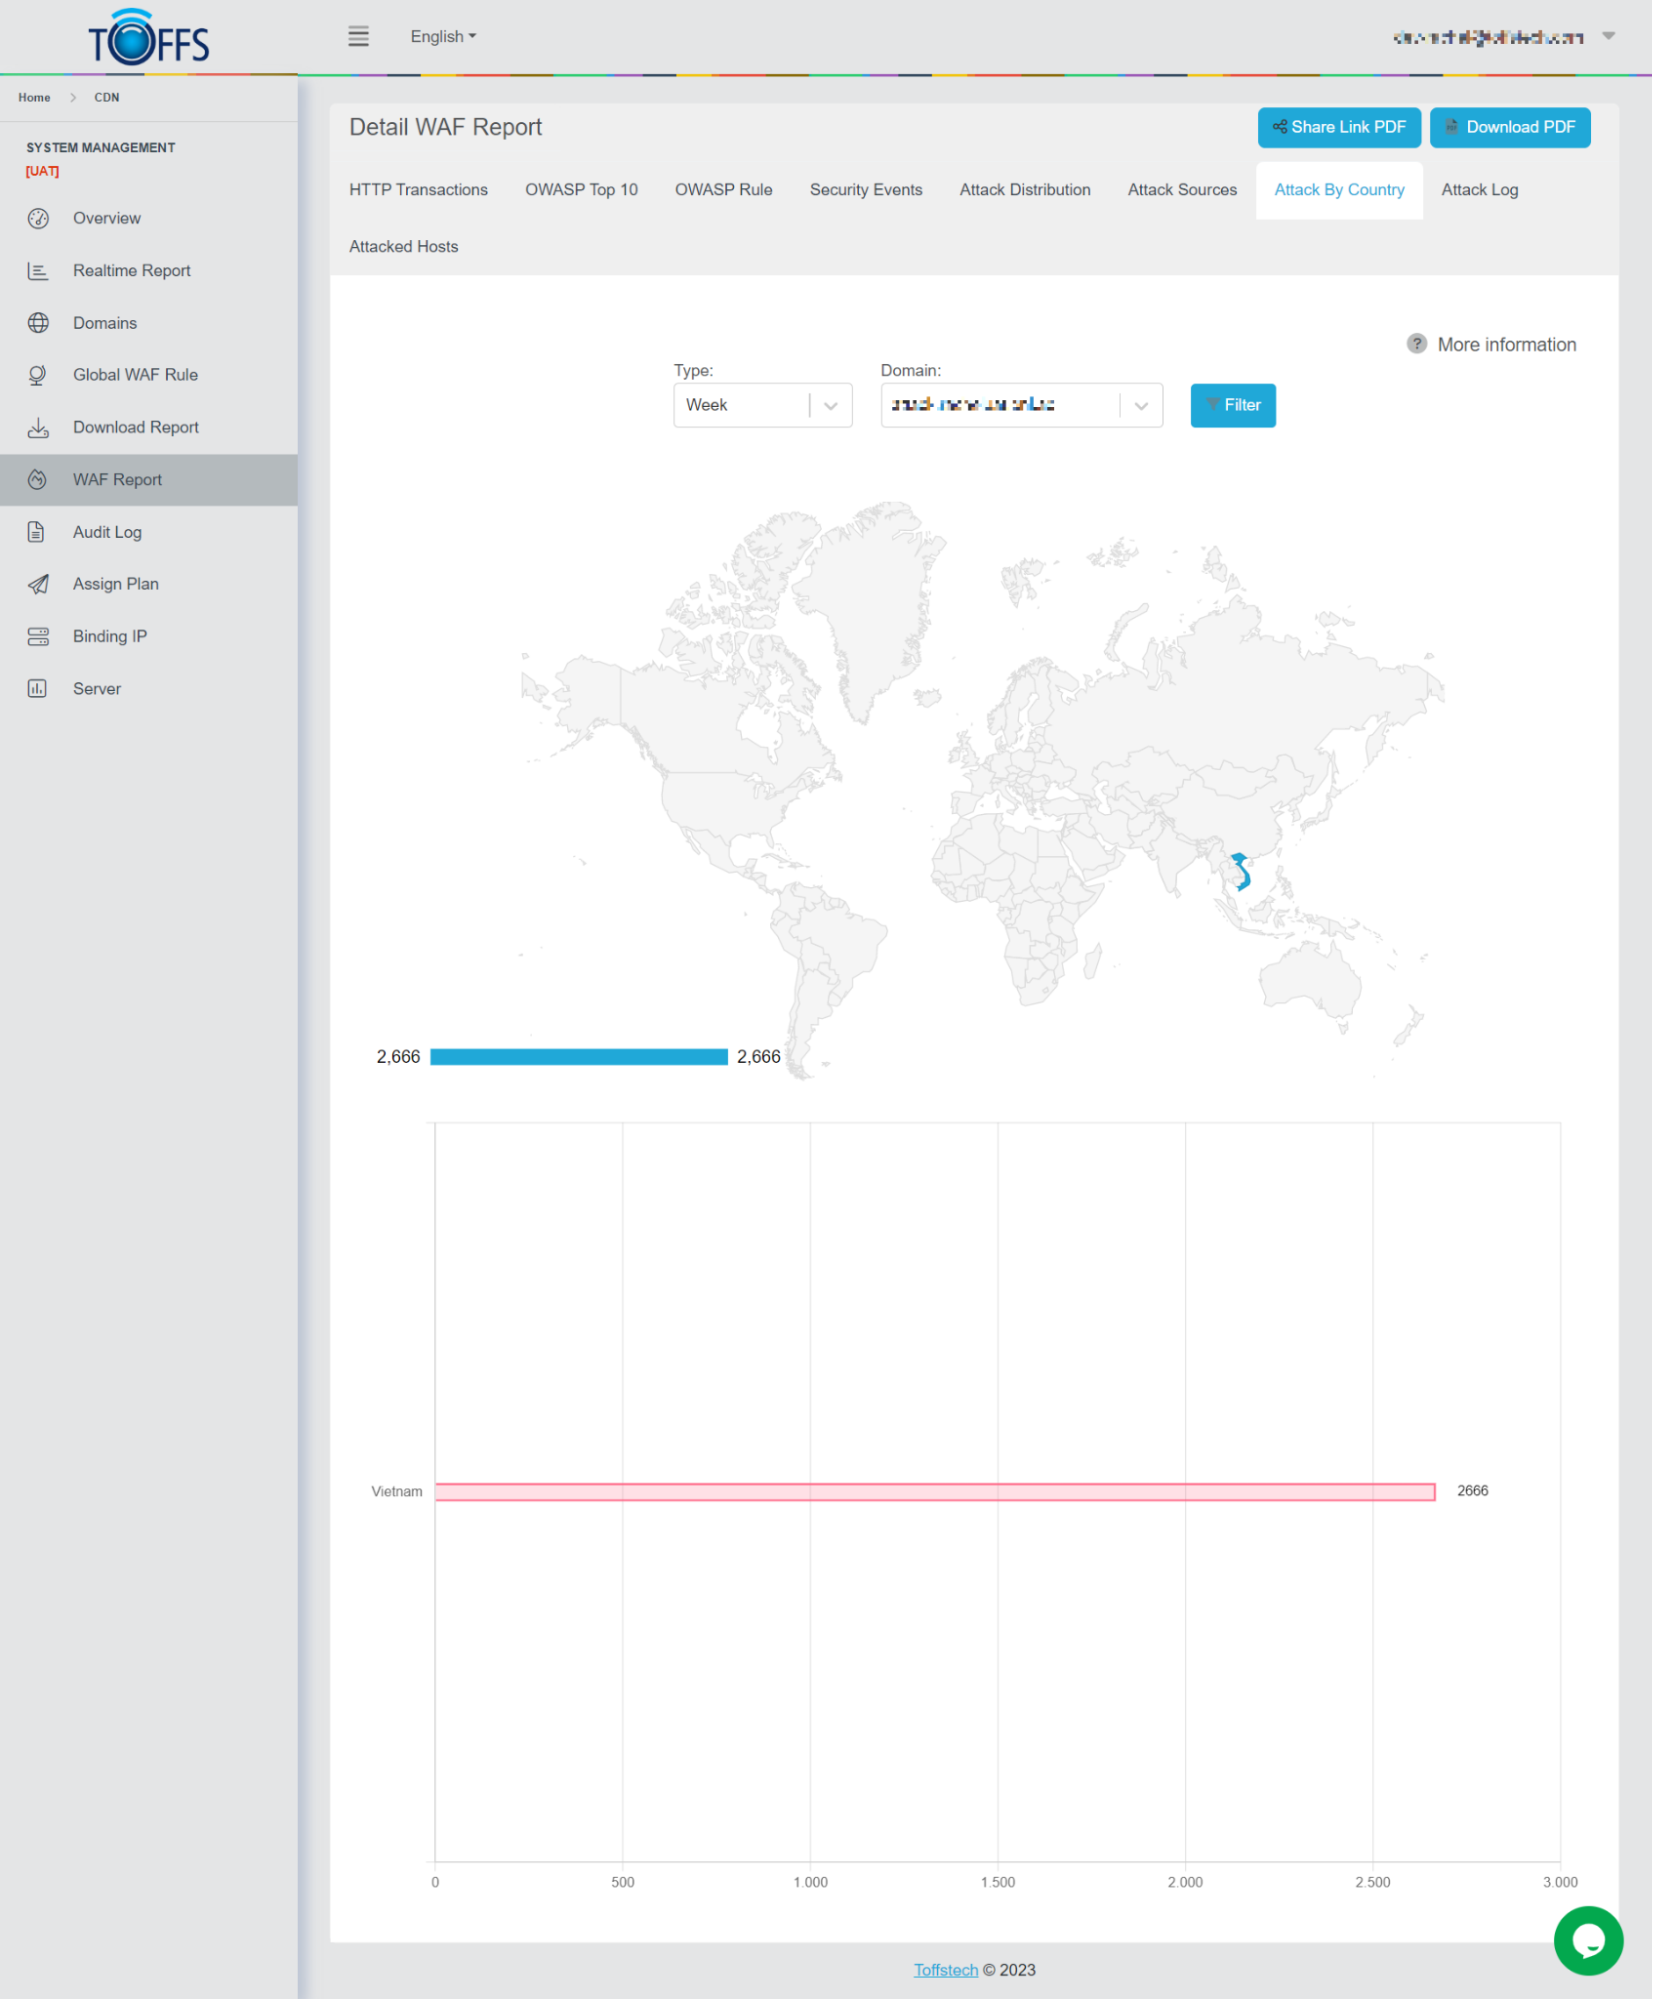 TOFFS
English
Home > CDN
SYSTEM MANAGEMENT
[UAT]
Overview
Realtime Report
Domains
Global WAF Rule
Download Report
WAF Report
Audit Log
Assign Plan
Binding IP
Server
Detail WAF Report
Share Link PDF
Download PDF
HTTP Transactions OWASP Top 10 OWASP Rule Security Events Attack Distribution Attack Sources Attack By Country Attack Log
Attacked Hosts
? More information
Type: Domain:
Week
Filter
2,666 2,666
Vietnam 2666
0 500 1.000 1.500 2.000 2.500 3.000
Toffstech © 2023